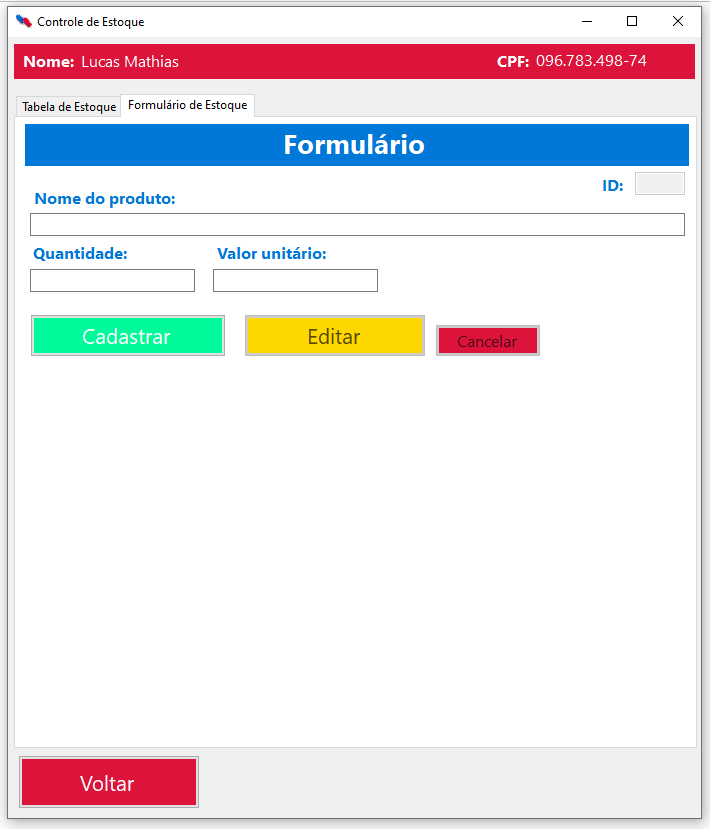 Controle de Estoque
Nome: Lucas Mathias CPF: 096.783.498-74
Tabela de Estoque Formulário de Estoque
Formulário
ID:
Nome do produto:
Quantidade: Valor unitário:
Cadastrar Editar Cancelar
Voltar